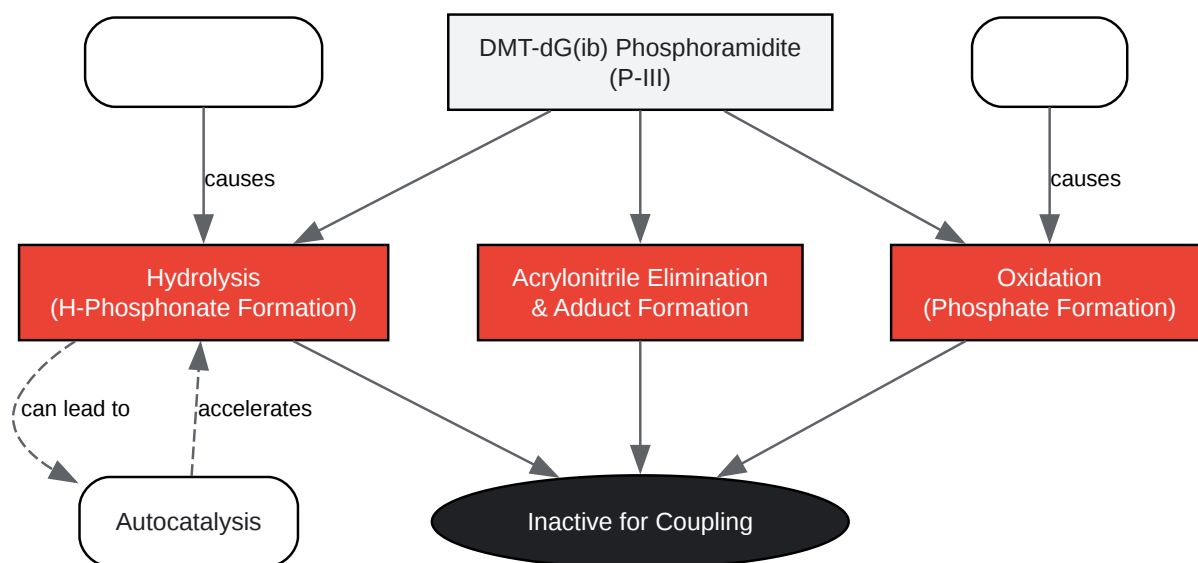 DMT-dG(ib) Phosphoramidite
(P-III)
causes
causes
Hydrolysis
(H-Phosphonate Formation)
Acrylonitrile Elimination
& Adduct Formation
Oxidation
(Phosphate Formation)
can lead to
accelerates
Autocatalysis
Inactive for Coupling